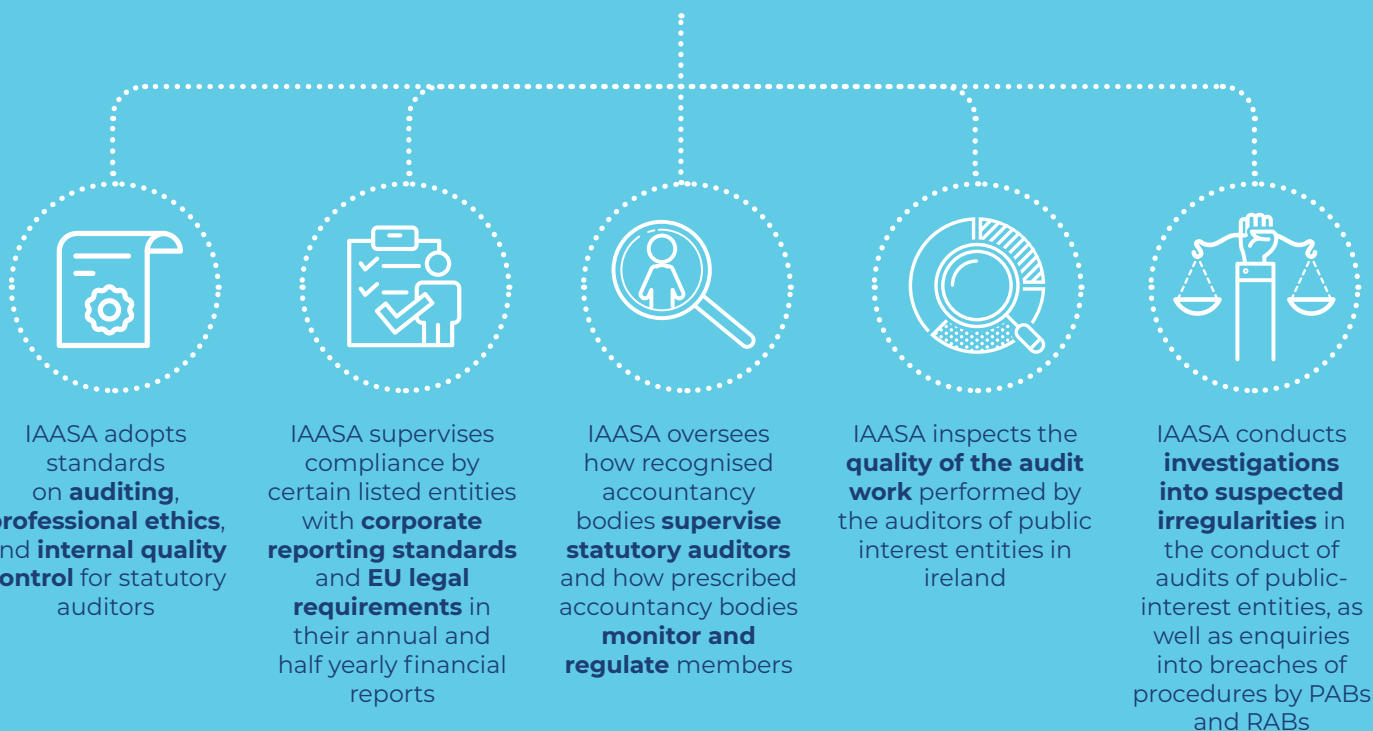 IAASA adopts
standards
on auditing,
professional ethics,
and internal quality
control for statutory
auditors
IAASA supervises
compliance by
certain listed entities
with corporate
reporting standards
and EU legal
requirements in
their annual and
half yearly financial
reports
IAASA oversees
how recognised
accountancy
bodies supervise
statutory auditors
and how prescribed
accountancy bodies
monitor and
regulate members
IAASA inspects the
quality of the audit
work performed by
the auditors of public
interest entities in
ireland
IAASA conducts
investigations
into suspected
irregularities in
the conduct of
audits of public-
interest entities, as
well as enquiries
into breaches of
procedures by PABs
and RABs